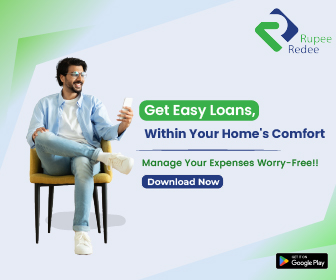 Rupee
Redee
Get Easy Loans,
Within Your Home's Comfort
Manage Your Expenses Worry-Free!!
Download Now
GET IT ON
Google Play